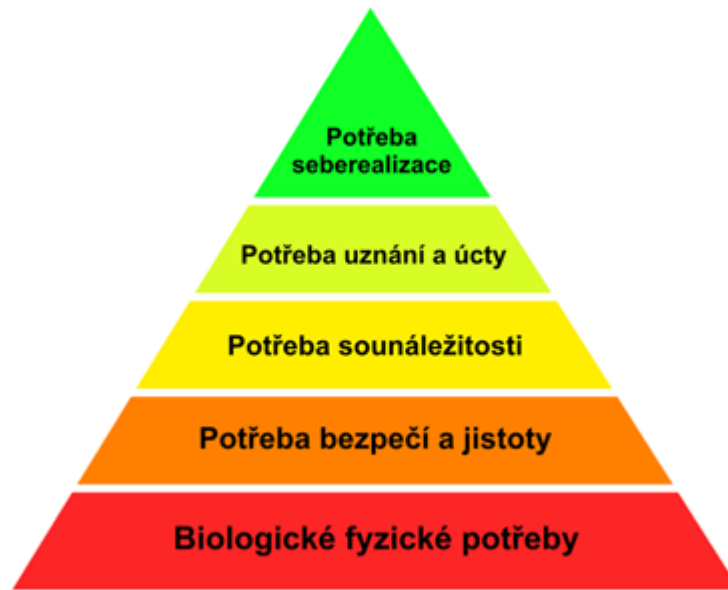 Potřeba
seberealizace
Potřeba uznání a úcty
Potřeba sounáležitosti
Potřeba bezpečí a jistoty
Biologické fyzické potřeby